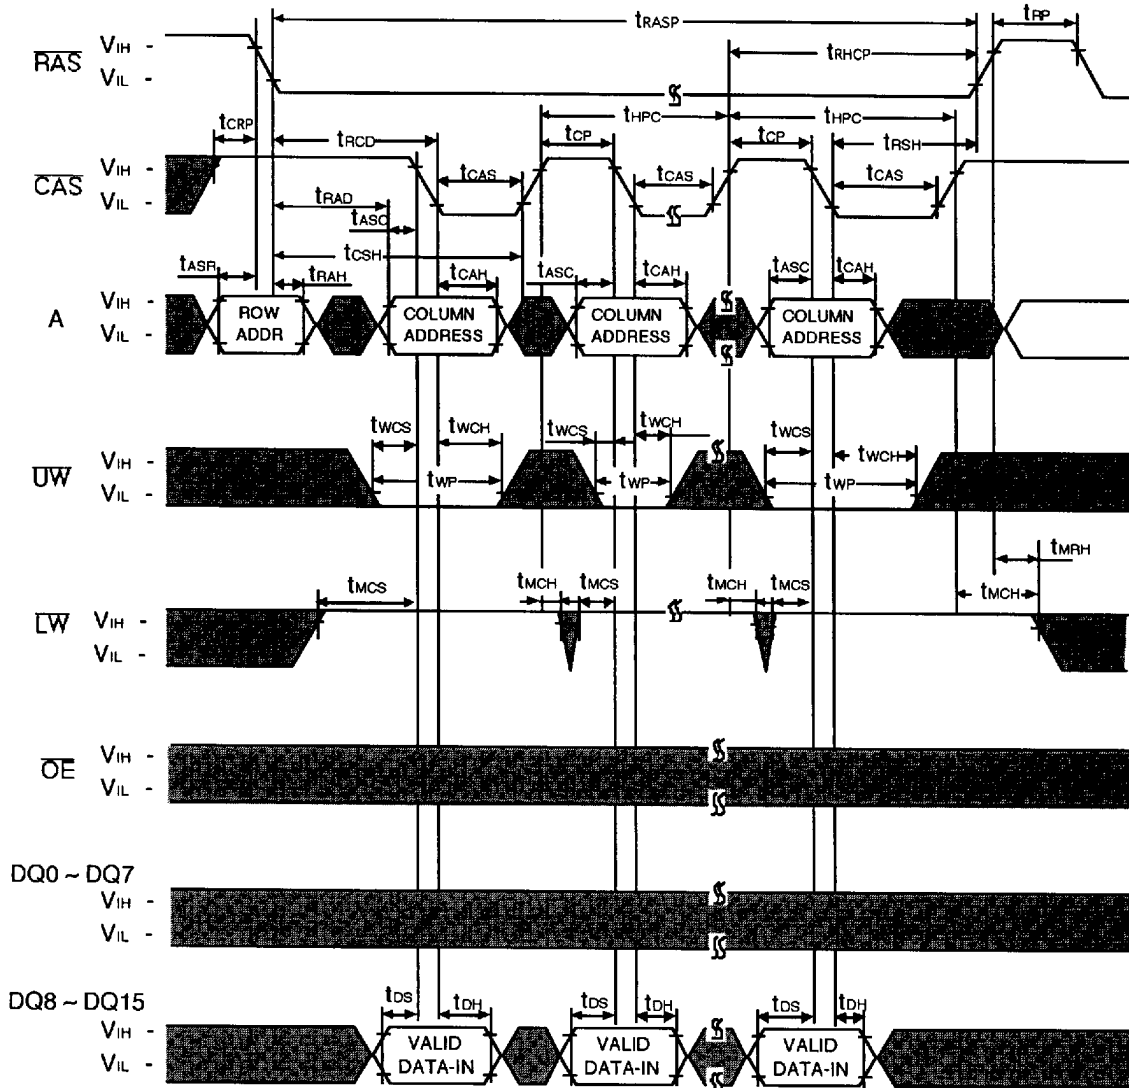 tRASP tRP
RAS VIH - tRHCP
VIL -
tCRP tRCD tHPC tHPC
tCP tCP tRSH
CAS VIH - tCAS tCAS tCAS
VIL - tRAD
tASC
tCSH
tASR tRAH tCAH tASC tCAH tASC tCAH
A VIH - ROW ADDR COLUMN ADDRESS COLUMN ADDRESS COLUMN ADDRESS
VIL -
tWCS tWCH tWCS tWCH tWCS tWCH
UW VIH -
VIL - tWP tWP tWP
tMRH
tMCS tMCH tMCS tMCH tMCS tMCH
LW VIH -
VIL -
OE VIH -
VIL -
DQ0 ~ DQ7
VIH -
VIL -
DQ8 ~ DQ15 tDS tDH tDS tDH tDS tDH
VIH - VALID DATA-IN VALID DATA-IN VALID DATA-IN
VIL -